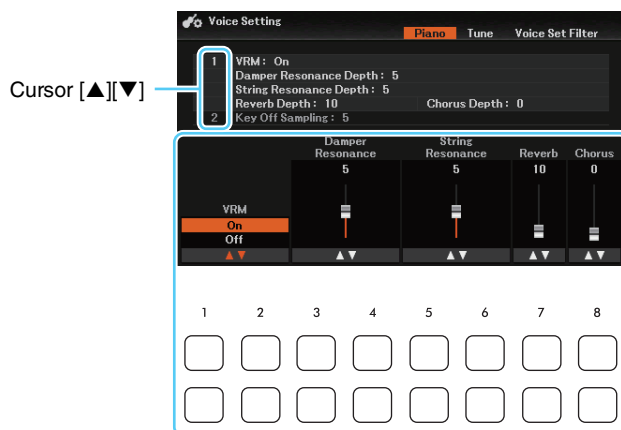 Voice Setting
Piano Tune Voice Set Filter
Cursor [▲][▼]
1 VRM: On
Damper Resonance Depth: 5
String Resonance Depth: 5
Reverb Depth: 10 Chorus Depth: 0
2 Key Off Sampling: 5
Damper Resonance String Resonance Reverb Chorus
5 5 10 0
VRM
On
Off
▲▼ ▲▼ ▲▼ ▲▼ ▲▼
1 2 3 4 5 6 7 8